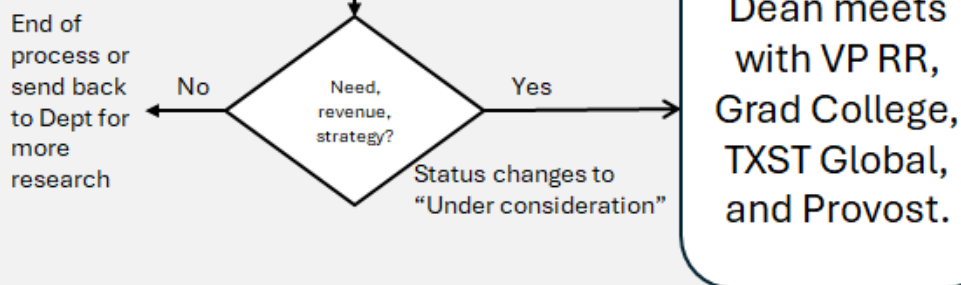 End of
process or
send back
to Dept for
more
research
No
Need,
revenue,
strategy?
Yes
Status changes to
“Under consideration”
Dean meets
with VP RR,
Grad College,
TXST Global,
and Provost.